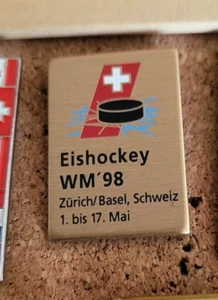 Eishockey
WM´98
Zürich/Basel, Schweiz
1. bis 17. Mai